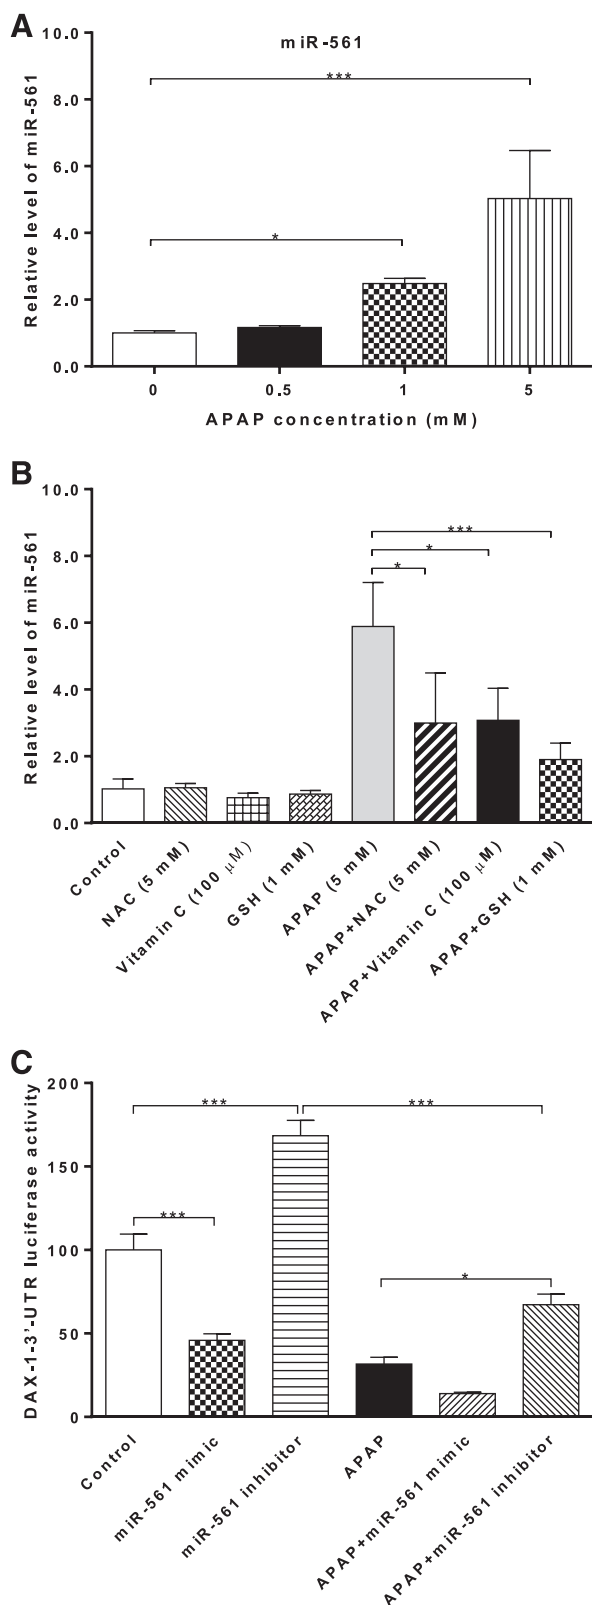 A
miR-561
Relative level of miR-561
10.0
8.0
6.0
4.0
2.0
0.0
***
*
0 0.5 1 5
APAP concentration (mM)
B
Relative level of miR-561
10.0
8.0
6.0
4.0
2.0
0.0
***
*
*
Control
NAC (5 mM)
Vitamin C (100 μM)
GSH (1 mM)
APAP (5 mM)
APAP+NAC (5 mM)
APAP+Vitamin C (100 μM)
APAP+GSH (1 mM)
C
DAX-1-3'-UTR luciferase activity
200
150
100
50
0
*** ***
***
*
Control
miR-561 mimic
miR-561 inhibitor
APAP
APAP+miR-561 mimic
APAP+miR-561 inhibitor